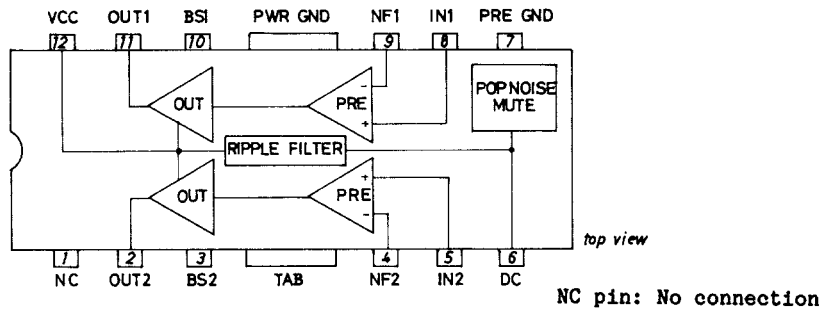 VCC OUT1 BS1 PWR GND NF1 IN1 PRE GND
12 11 10 9 8 7
- POP NOISE
OUT PRE MUTE
+
RIPPLE FILTER
+
OUT PRE
-
top view
1 2 3 4 5 6
NC OUT2 BS2 TAB NF2 IN2 DC
NC pin: No connection